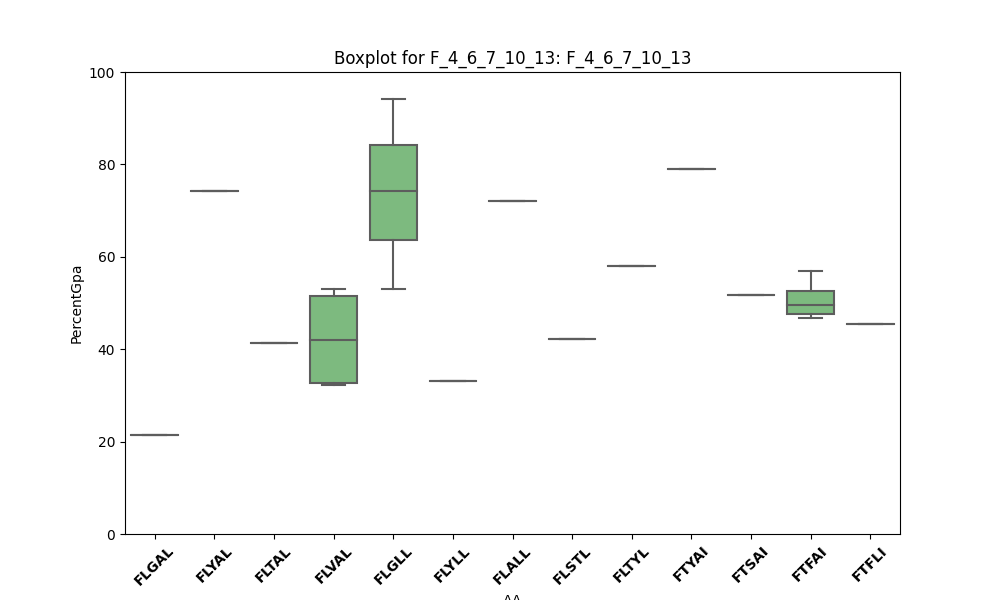 Boxplot for F_4_6_7_10_13: F_4_6_7_10_13
100
80
60
40
20
0
PercentGpa
FLGAL
FLYAL
FLTAL
FLVAL
FLGLL
FLYLL
FLALL
FLSTL
FLTYL
FTYAI
FTSAI
FTFAI
FTFLI
AA